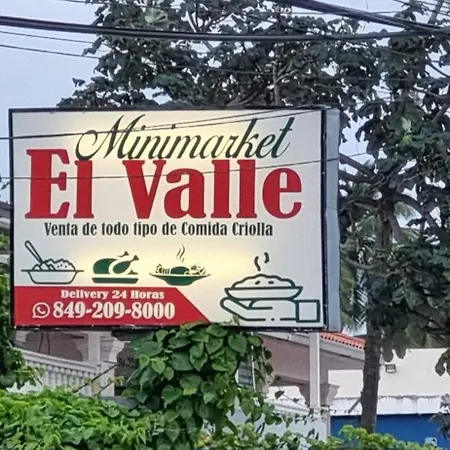 Minimarket
El Valle
Venta de todo tipo de Comida Criolla
Delivery 24 Horas
849-209-8000